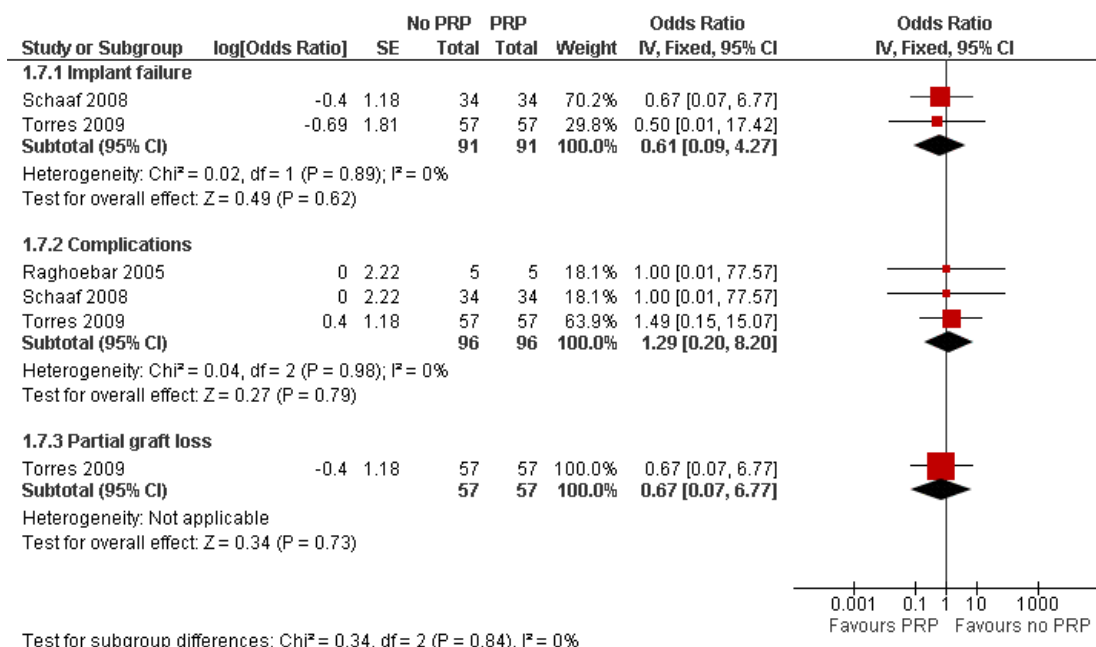 No PRP PRP Odds Ratio Odds Ratio
Study or Subgroup log[Odds Ratio] SE Total Total Weight IV, Fixed, 95% CI IV, Fixed, 95% CI
1.7.1 Implant failure
Schaaf 2008 -0.4 1.18 34 34 70.2% 0.67 [0.07, 6.77]
Torres 2009 -0.69 1.81 57 57 29.8% 0.50 [0.01, 17.42]
Subtotal (95% CI) 91 91 100.0% 0.61 [0.09, 4.27]
Heterogeneity: Chi² = 0.02, df = 1 (P = 0.89); I² = 0%
Test for overall effect: Z = 0.49 (P = 0.62)
1.7.2 Complications
Raghoebar 2005 0 2.22 5 5 18.1% 1.00 [0.01, 77.57]
Schaaf 2008 0 2.22 34 34 18.1% 1.00 [0.01, 77.57]
Torres 2009 0.4 1.18 57 57 63.9% 1.49 [0.15, 15.07]
Subtotal (95% CI) 96 96 100.0% 1.29 [0.20, 8.20]
Heterogeneity: Chi² = 0.04, df = 2 (P = 0.98); I² = 0%
Test for overall effect: Z = 0.27 (P = 0.79)
1.7.3 Partial graft loss
Torres 2009 -0.4 1.18 57 57 100.0% 0.67 [0.07, 6.77]
Subtotal (95% CI) 57 57 100.0% 0.67 [0.07, 6.77]
Heterogeneity: Not applicable
Test for overall effect: Z = 0.34 (P = 0.73)
0.001 0.1 1 10 1000
Favours PRP Favours no PRP
Test for subgroup differences: Chi² = 0.34, df = 2 (P = 0.84), I² = 0%